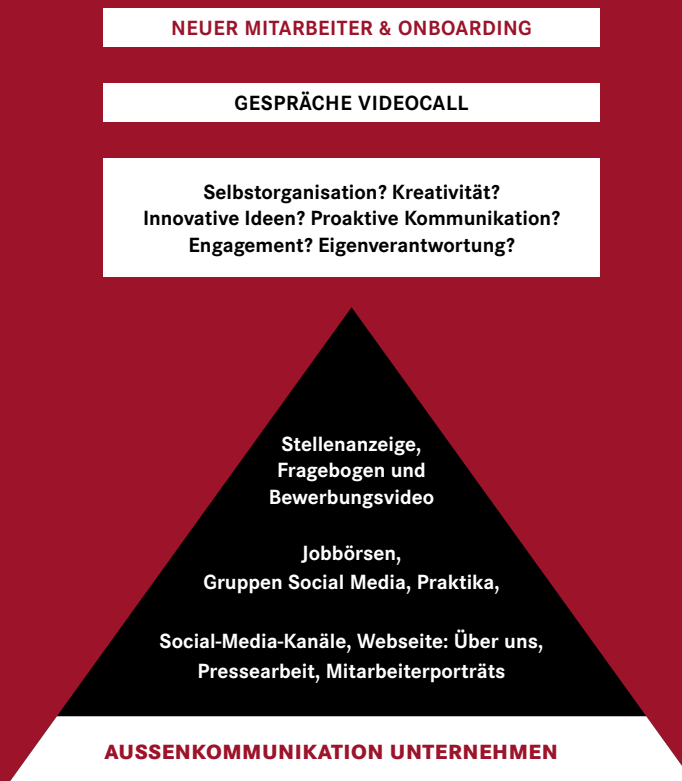 NEUER MITARBEITER & ONBOARDING
GESPRÄCHE VIDEOCALL
Selbstorganisation? Kreativität?
Innovative Ideen? Proaktive Kommunikation?
Engagement? Eigenverantwortung?
Stellenanzeige,
Fragebogen und
Bewerbungsvideo
Jobbörsen,
Gruppen Social Media, Praktika,
Social-Media-Kanäle, Webseite: Über uns,
Pressearbeit, Mitarbeiterporträts
AUSSENKOMMUNIKATION UNTERNEHMEN